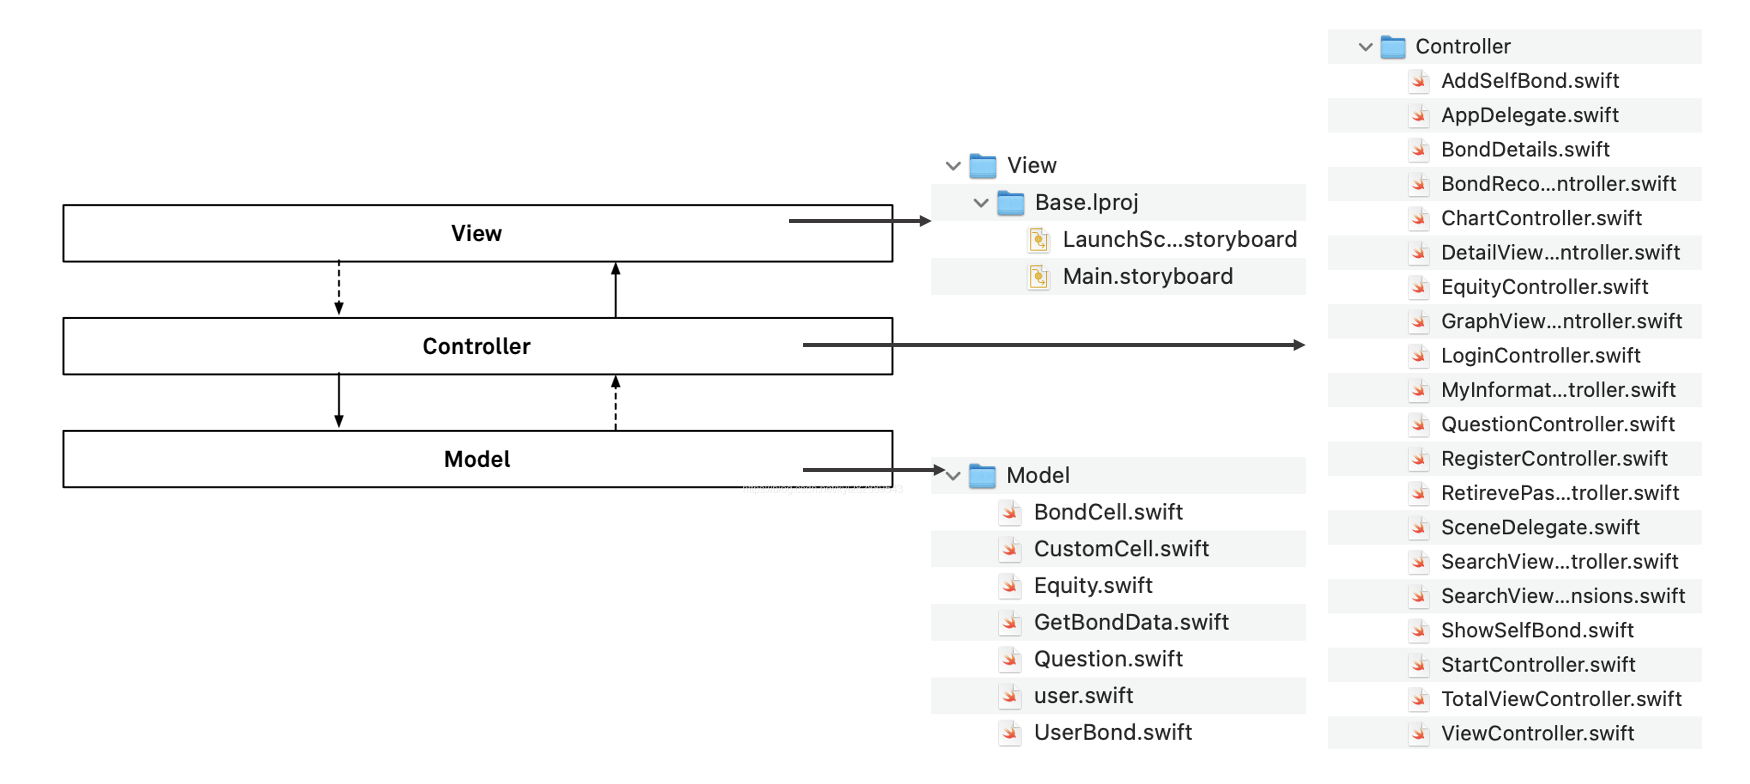 View
Controller
Model
View
Base.lproj
LaunchSc...storyboard
Main.storyboard
Model
BondCell.swift
CustomCell.swift
Equity.swift
GetBondData.swift
Question.swift
user.swift
UserBond.swift
Controller
AddSelfBond.swift
AppDelegate.swift
BondDetails.swift
BondReco...ntroller.swift
ChartController.swift
DetailView...ntroller.swift
EquityController.swift
GraphView...ntroller.swift
LoginController.swift
MyInformat...troller.swift
QuestionController.swift
RegisterController.swift
RetirevePas...troller.swift
SceneDelegate.swift
SearchView...troller.swift
SearchView...nsions.swift
ShowSelfBond.swift
StartController.swift
TotalViewController.swift
ViewController.swift